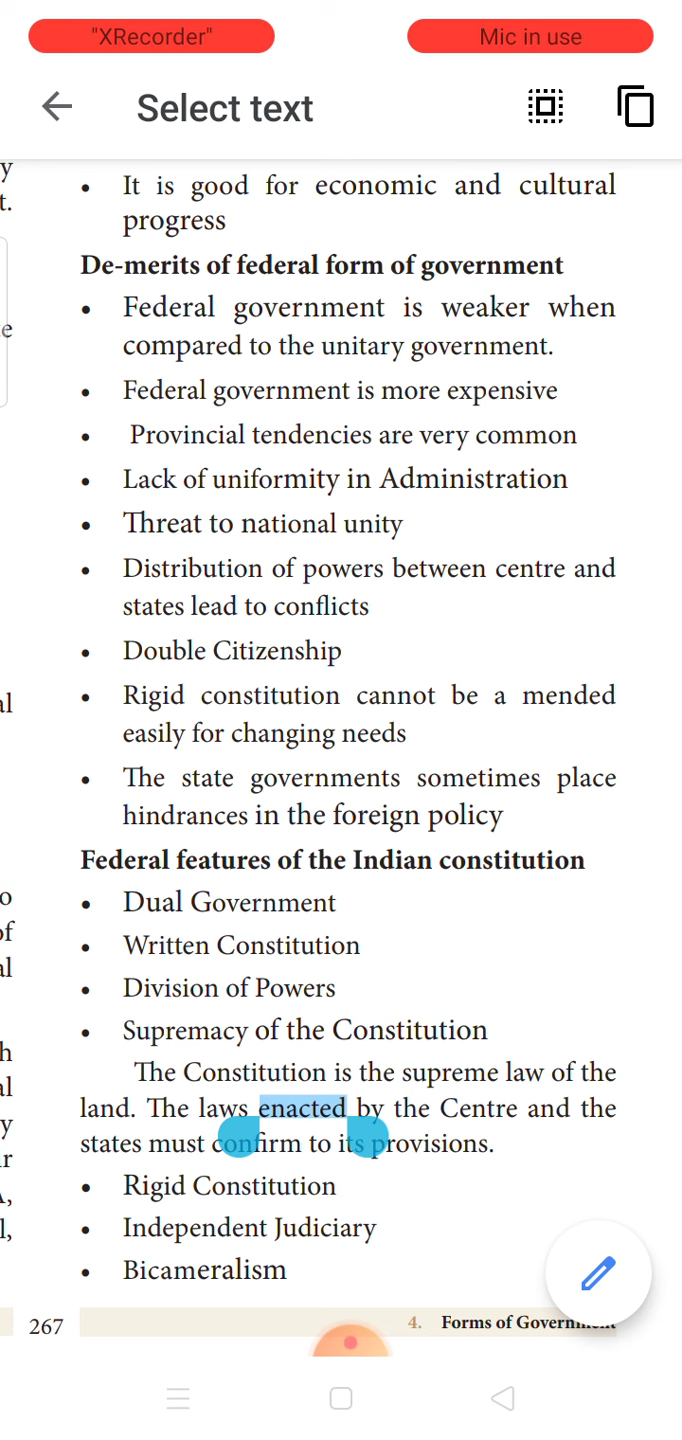 "XRecorder"
Mic in use
Select text
y
t.
e
al
o
of
al
h
al
y
r
l,
• It is good for economic and cultural
progress
De-merits of federal form of government
• Federal government is weaker when
compared to the unitary government.
• Federal government is more expensive
• Provincial tendencies are very common
• Lack of uniformity in Administration
• Threat to national unity
• Distribution of powers between centre and
states lead to conflicts
• Double Citizenship
• Rigid constitution cannot be a mended
easily for changing needs
• The state governments sometimes place
hindrances in the foreign policy
Federal features of the Indian constitution
• Dual Government
• Written Constitution
• Division of Powers
• Supremacy of the Constitution
The Constitution is the supreme law of the
land. The laws enacted by the Centre and the
states must confirm to its provisions.
• Rigid Constitution
• Independent Judiciary
• Bicameralism
267
4. Forms of Government